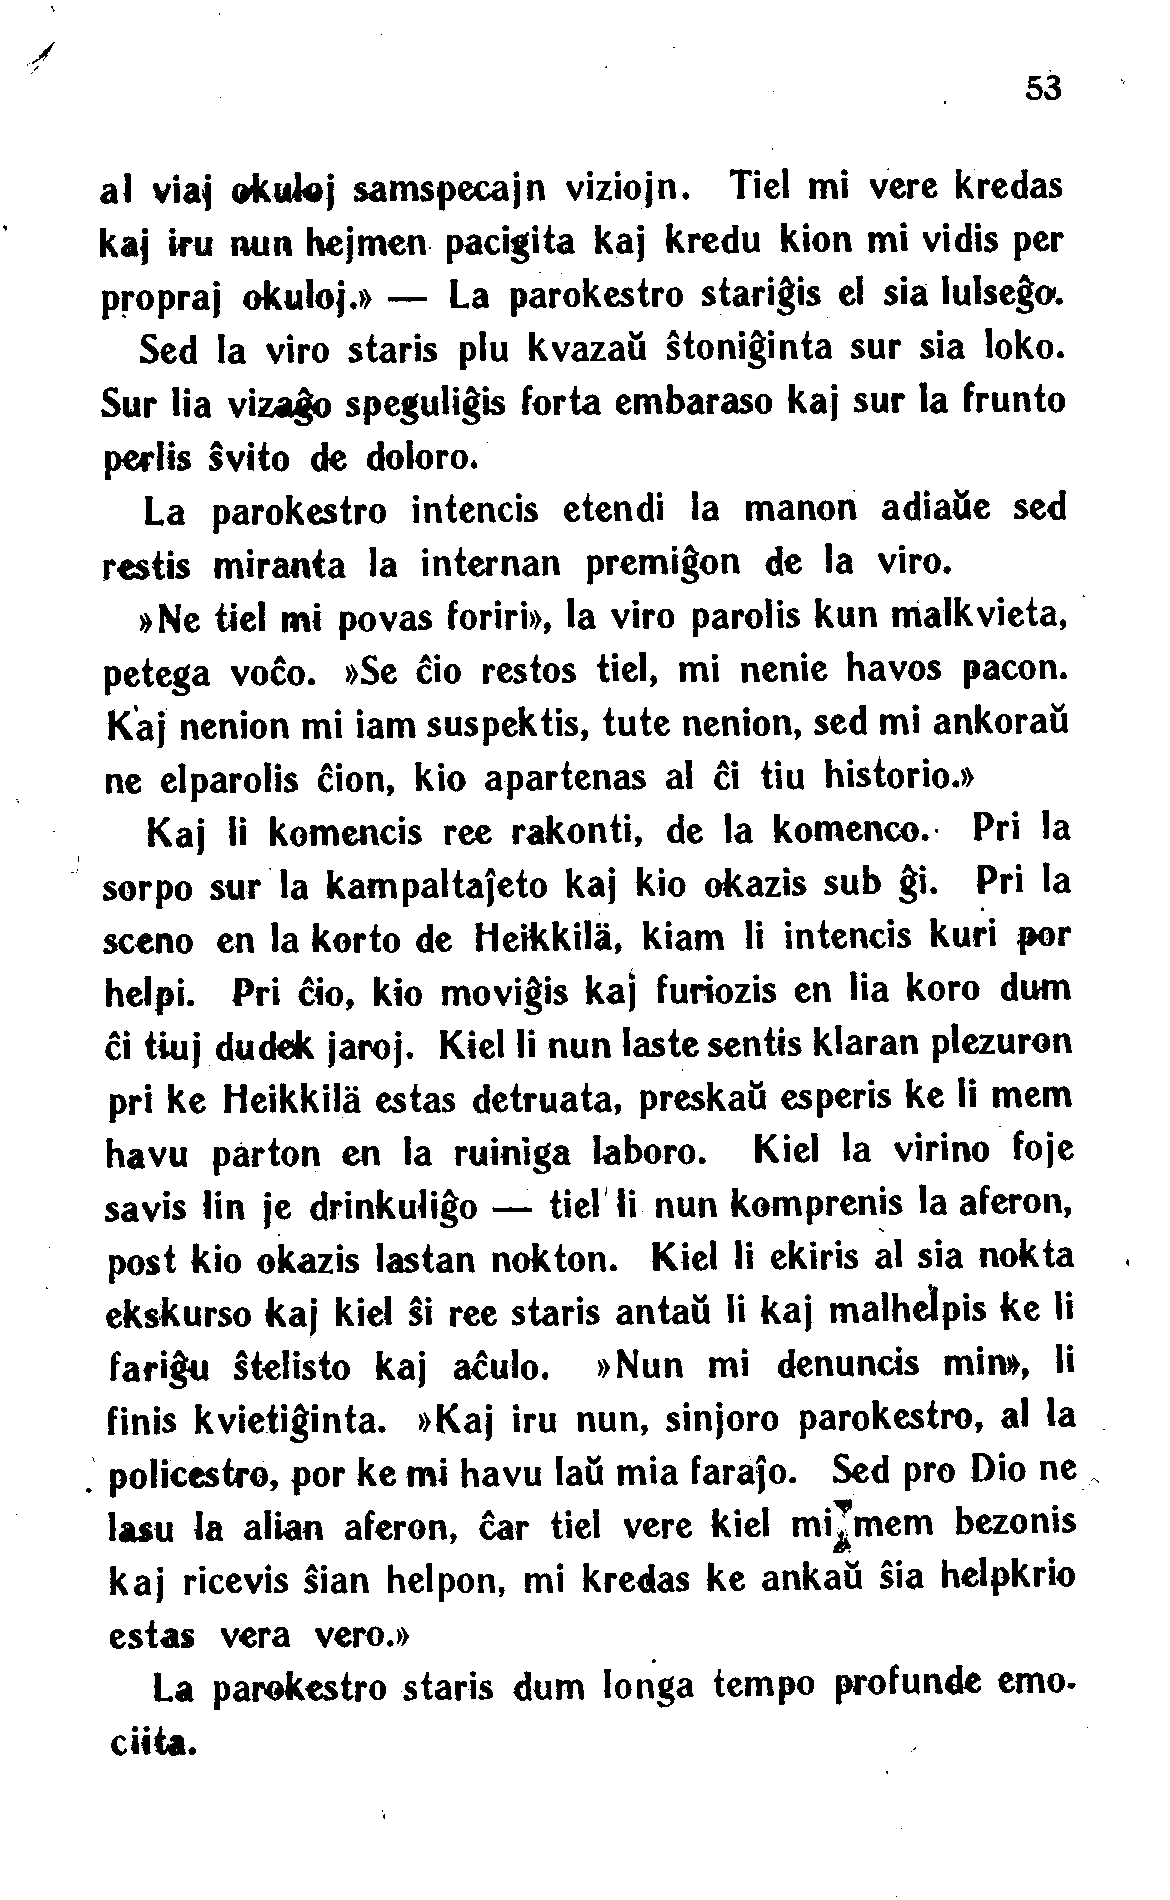 53
al viaj okuloj samspecajn viziojn. Tiel mi vere kredas
kaj iru nun hejmen pacigita kaj kredu kion mi vidis per
propraj okuloj.» — La parokestro stariĝis el sia lulseĝo.
Sed la viro staris plu kvazaŭ ŝtoniĝinta sur sia loko.
Sur lia vizaĝo speguliĝis forta embaraso kaj sur la frunto
perlis ŝvito de doloro.
La parokestro intencis etendi la manon adiaŭe sed
restis miranta la internan premiĝon de la viro.
»Ne tiel mi povas foriri», la viro parolis kun malkvieta,
petega voĉo. »Se ĉio restos tiel, mi nenie havos pacon.
Kaj nenion mi iam suspektis, tute nenion, sed mi ankoraŭ
ne elparolis ĉion, kio apartenas al ĉi tiu historio.»
Kaj li komencis ree rakonti, de la komenco. Pri la
sorpo sur la kampaltaĵeto kaj kio okazis sub ĝi. Pri la
sceno en la korto de Heikkilä, kiam li intencis kuri por
helpi. Pri ĉio, kio moviĝis kaj furiozis en lia koro dum
ĉi tiuj dudek jaroj. Kiel li nun laste sentis klaran plezuron
pri ke Heikkilä estas detruata, preskaŭ esperis ke li mem
havu parton en la ruiniga laboro. Kiel la virino foje
savis lin je drinkuliĝo — tiel li nun komprenis la aferon,
post kio okazis lastan nokton. Kiel li ekiris al sia nokta
ekskurso kaj kiel ŝi ree staris antaŭ li kaj malhelpis ke li
fariĝu ŝtelisto kaj aĉulo. »Nun mi denuncis min», li
finis kvietiĝinta. »Kaj iru nun, sinjoro parokestro, al la
policestro, por ke mi havu laŭ mia faraĵo. Sed pro Dio ne
lasu la alian aferon, ĉar tiel vere kiel mi mem bezonis
kaj ricevis ŝian helpon, mi kredas ke ankaŭ ŝia helpkrio
estas vera vero.»
La parokestro staris dum longa tempo profunde emo-
ciita.